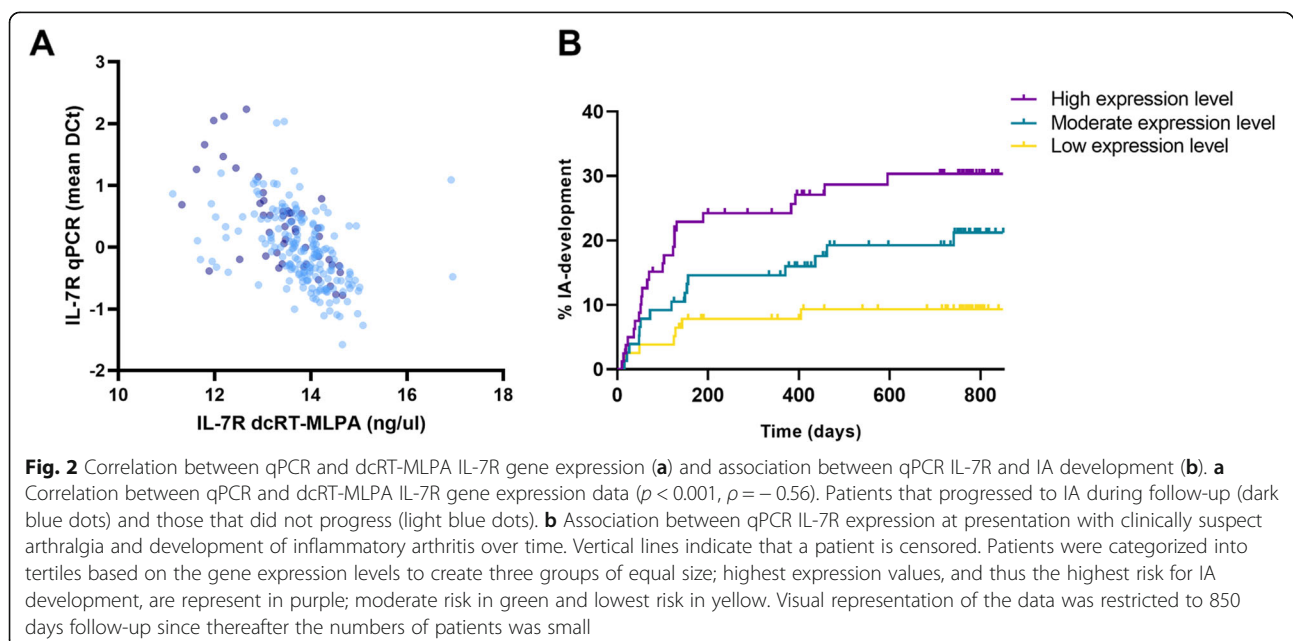 A
B
3
2
1
0
-1
-2
IL-7R qPCR (mean DCt)
10 12 14 16 18
IL-7R dcRT-MLPA (ng/ul)
High expression level
Moderate expression level
Low expression level
40
30
20
10
0
% IA-development
0 200 400 600 800
Time (days)
Fig. 2 Correlation between qPCR and dcRT-MLPA IL-7R gene expression (a) and association between qPCR IL-7R and IA development (b). a
Correlation between qPCR and dcRT-MLPA IL-7R gene expression data (p < 0.001, ρ = − 0.56). Patients that progressed to IA during follow-up (dark
blue dots) and those that did not progress (light blue dots). b Association between qPCR IL-7R expression at presentation with clinically suspect
arthralgia and development of inflammatory arthritis over time. Vertical lines indicate that a patient is censored. Patients were categorized into
tertiles based on the gene expression levels to create three groups of equal size; highest expression values, and thus the highest risk for IA
development, are represent in purple; moderate risk in green and lowest risk in yellow. Visual representation of the data was restricted to 850
days follow-up since thereafter the numbers of patients was small